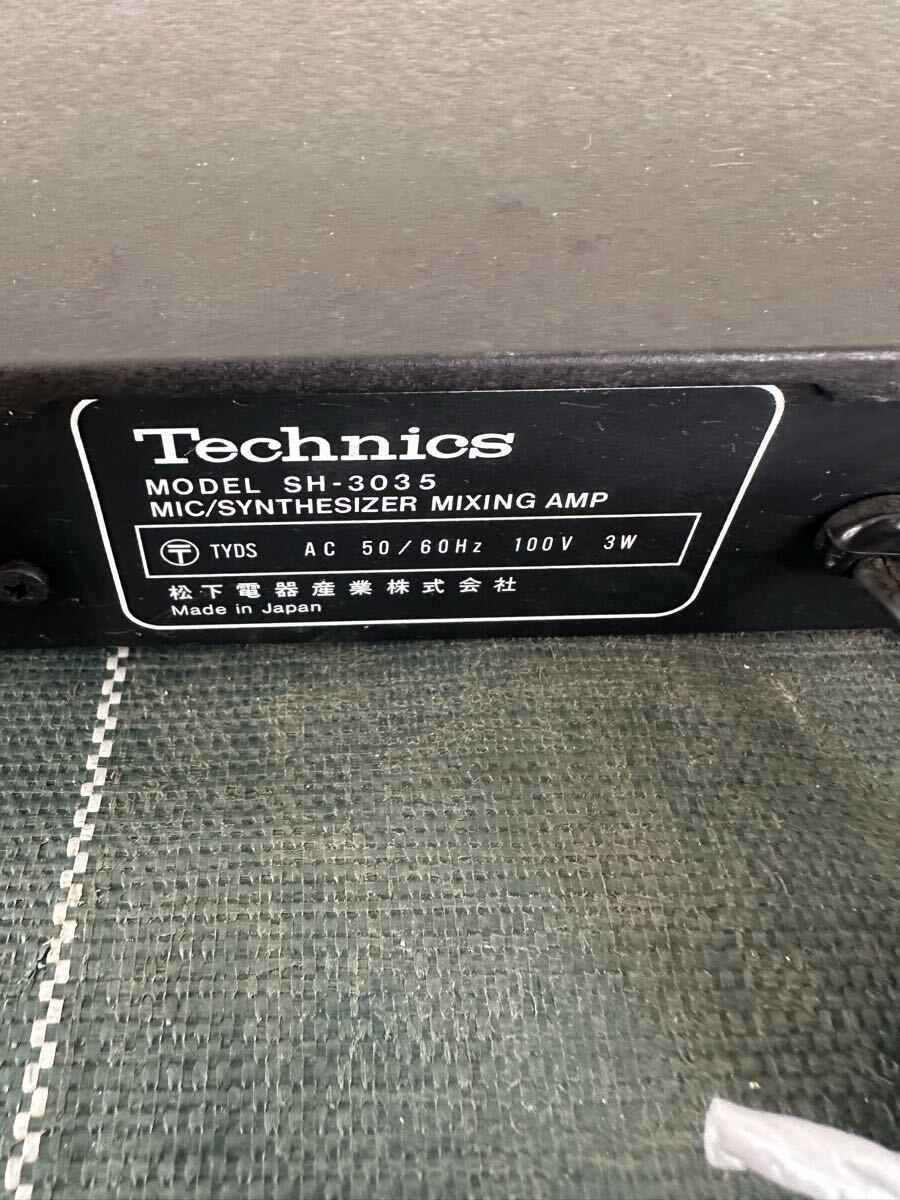 Technics
MODEL SH-3035
MIC/SYNTHESIZER MIXING AMP
〒 TYDS AC 50/60Hz 100V 3W
松下電器産業株式会社
Made in Japan